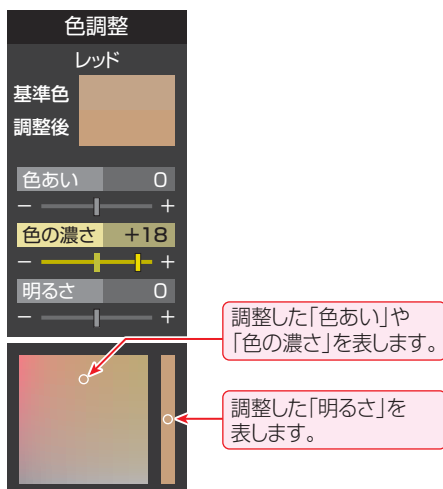 色調整
レッド
基準色
調整後
色あい 0
− +
色の濃さ +18
− +
明るさ 0
− +
調整した「色あい」や
「色の濃さ」を表します。
調整した「明るさ」を
表します。